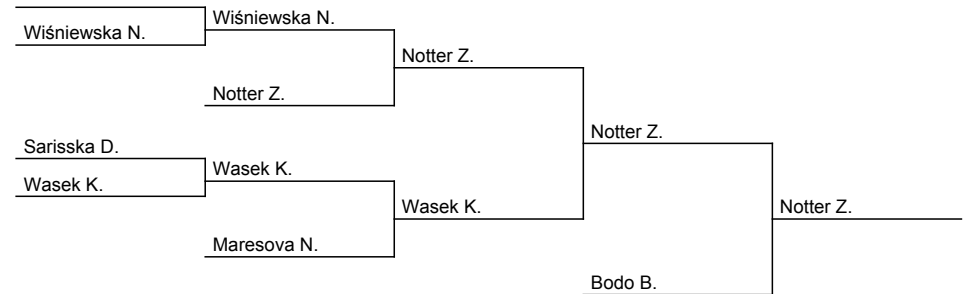 Wiśniewska N.
Wiśniewska N.
Notter Z.
Notter Z.
Notter Z.
Sarisska D.
Wasek K.
Wasek K.
Wasek K.
Notter Z.
Maresova N.
Bodo B.